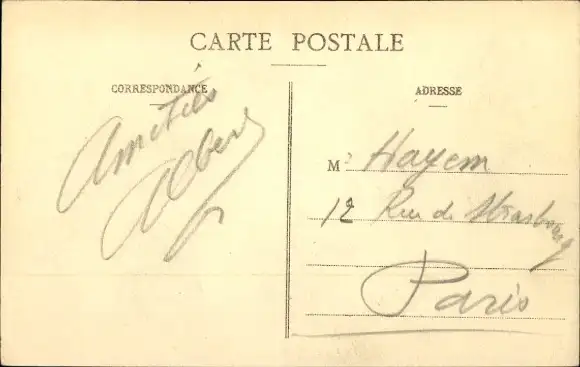 CARTE POSTALE
CORRESPONDANCE
Amitiés
Albert
ADRESSE
M^r Hayem
12 Rue de Strasbourg
Paris